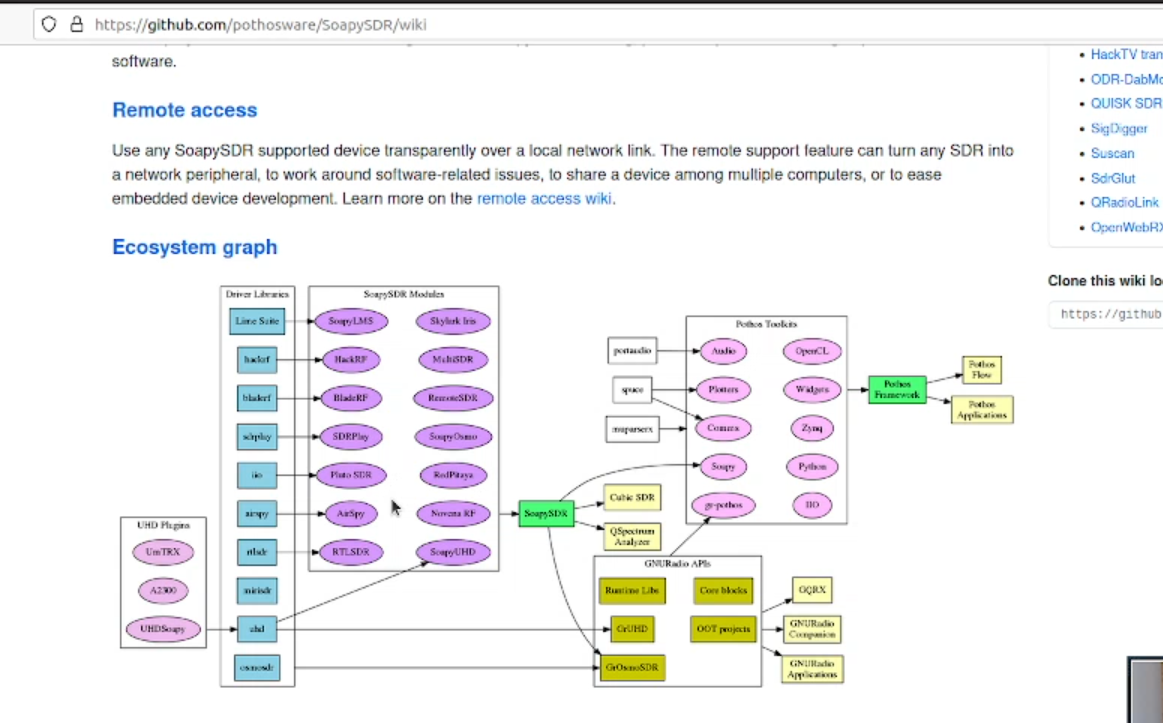 https://github.com/pothosware/SoapySDR/wiki
software.
Remote access
Use any SoapySDR supported device transparently over a local network link. The remote support feature can turn any SDR into
a network peripheral, to work around software-related issues, to share a device among multiple computers, or to ease
embedded device development. Learn more on the remote access wiki.
Ecosystem graph
HackTV tran
ODR-DabMo
QUISK SDR
SigDigger
Suscan
SdrGlut
QRadioLink
OpenWebRX
Clone this wiki lo
https://github
UHD Plugins
UmTRX
A2300
UHDSoapy
Driver Libraries
Lime Suite
hackrf
bladerf
sdrplay
iio
airspy
rtlsdr
mirisdr
uhd
osmosdr
SoapySDR Modules
SoapyLMS
Skylark Iris
HackRF
MultiSDR
BladeRF
RemoteSDR
SDRPlay
SoapyOsmo
Pluto SDR
RedPitaya
AirSpy
Novena RF
RTLSDR
SoapyUHD
SoapySDR
Cubic SDR
QSpectrum
Analyzer
portaudio
spuce
muparserx
Pothos Toolkits
Audio
OpenCL
Plotters
Widgets
Comms
Zynq
Soapy
Python
gr-pothos
IIO
Pothos
Framework
Pothos
Flow
Pothos
Applications
GNURadio APIs
Runtime Libs
Core blocks
GrUHD
OOT projects
GrOsmoSDR
GQRX
GNURadio
Companion
GNURadio
Applications